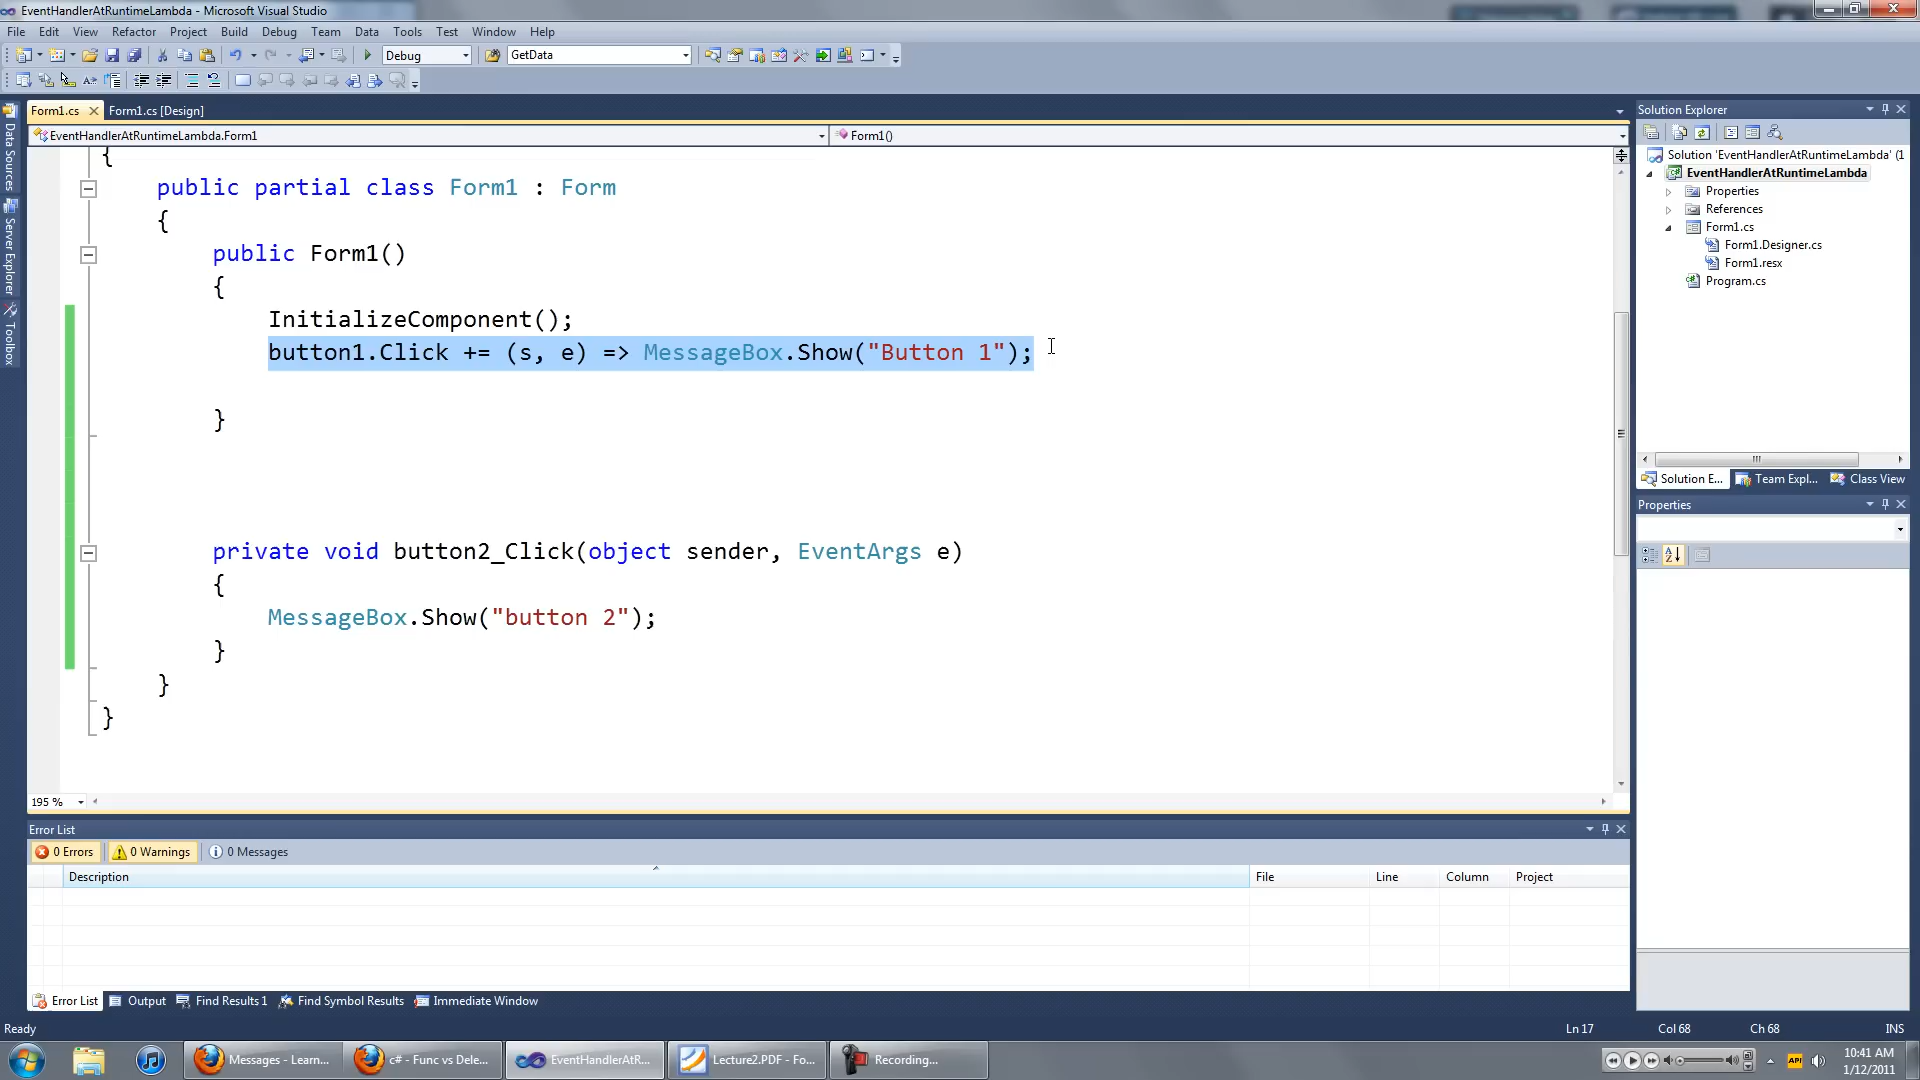 EventHandlerAtRuntimeLambda - Microsoft Visual Studio
File Edit View Refactor Project Build Debug Team Data Tools Test Window Help
Debug GetData
Form1.cs Form1.cs [Design]
EventHandlerAtRuntimeLambda.Form1 Form1()
{
public partial class Form1 : Form
{
public Form1()
{
InitializeComponent();
button1.Click += (s, e) => MessageBox.Show("Button 1");
}
private void button2_Click(object sender, EventArgs e)
{
MessageBox.Show("button 2");
}
}
}
195 %
Data Sources
Server Explorer
Toolbox
Solution Explorer
Solution 'EventHandlerAtRuntimeLambda' (1
EventHandlerAtRuntimeLambda
Properties
References
Form1.cs
Form1.Designer.cs
Form1.resx
Program.cs
Solution E... Team Expl... Class View
Properties
Error List
0 Errors 0 Warnings 0 Messages
Description File Line Column Project
Error List Output Find Results 1 Find Symbol Results Immediate Window
Ready Ln 17 Col 68 Ch 68 INS
Messages - Learn... c# - Func vs Dele... EventHandlerAtR... Lecture2.PDF - Fo... Recording...
10:41 AM
1/12/2011